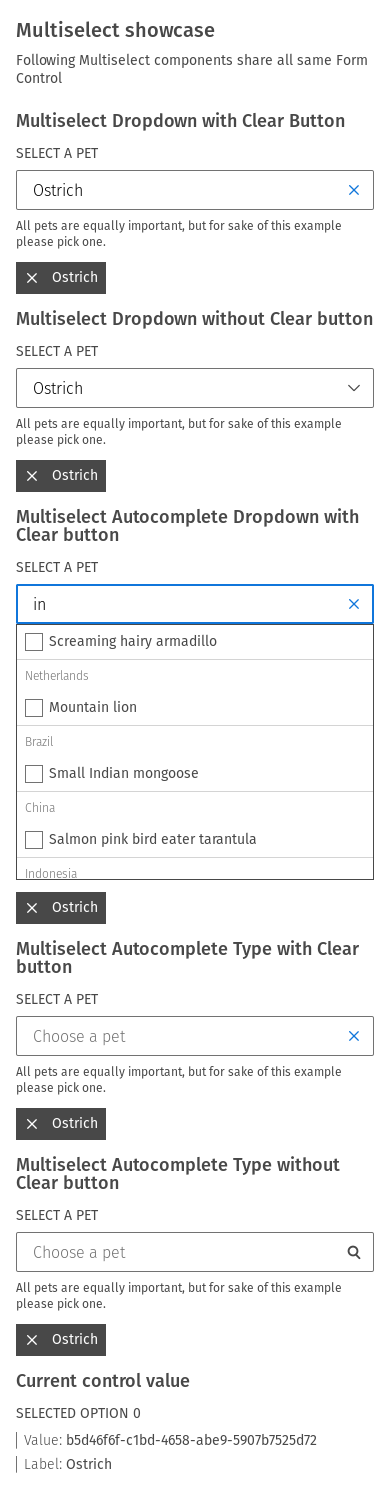 Multiselect showcase
Following Multiselect components share all same Form
Control
Multiselect Dropdown with Clear Button
SELECT A PET
Ostrich
All pets are equally important, but for sake of this example
please pick one.
Ostrich
Multiselect Dropdown without Clear button
SELECT A PET
Ostrich
All pets are equally important, but for sake of this example
please pick one.
Ostrich
Multiselect Autocomplete Dropdown with
Clear button
SELECT A PET
in
Screaming hairy armadillo
Netherlands
Mountain lion
Brazil
Small Indian mongoose
China
Salmon pink bird eater tarantula
Indonesia
Ostrich
Multiselect Autocomplete Type with Clear
button
SELECT A PET
Choose a pet
All pets are equally important, but for sake of this example
please pick one.
Ostrich
Multiselect Autocomplete Type without
Clear button
SELECT A PET
Choose a pet
All pets are equally important, but for sake of this example
please pick one.
Ostrich
Current control value
SELECTED OPTION 0
Value: b5d46f6f-c1bd-4658-abe9-5907b7525d72
Label: Ostrich